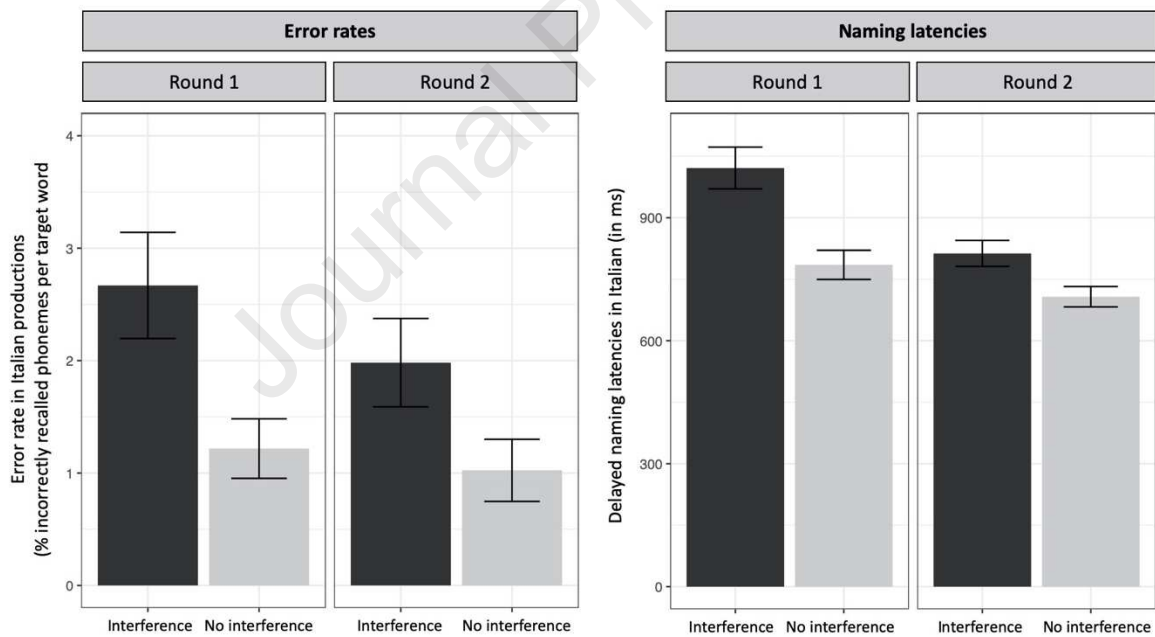 Error rates
Round 1
Round 2
Error rate in Italian productions
(% incorrectly recalled phonemes per target word
4
3
2
1
0
Interference No interference
Interference No interference
Naming latencies
Round 1
Round 2
Delayed naming latencies in Italian (in ms)
900
600
300
0
Interference No interference
Interference No interference
Journal P